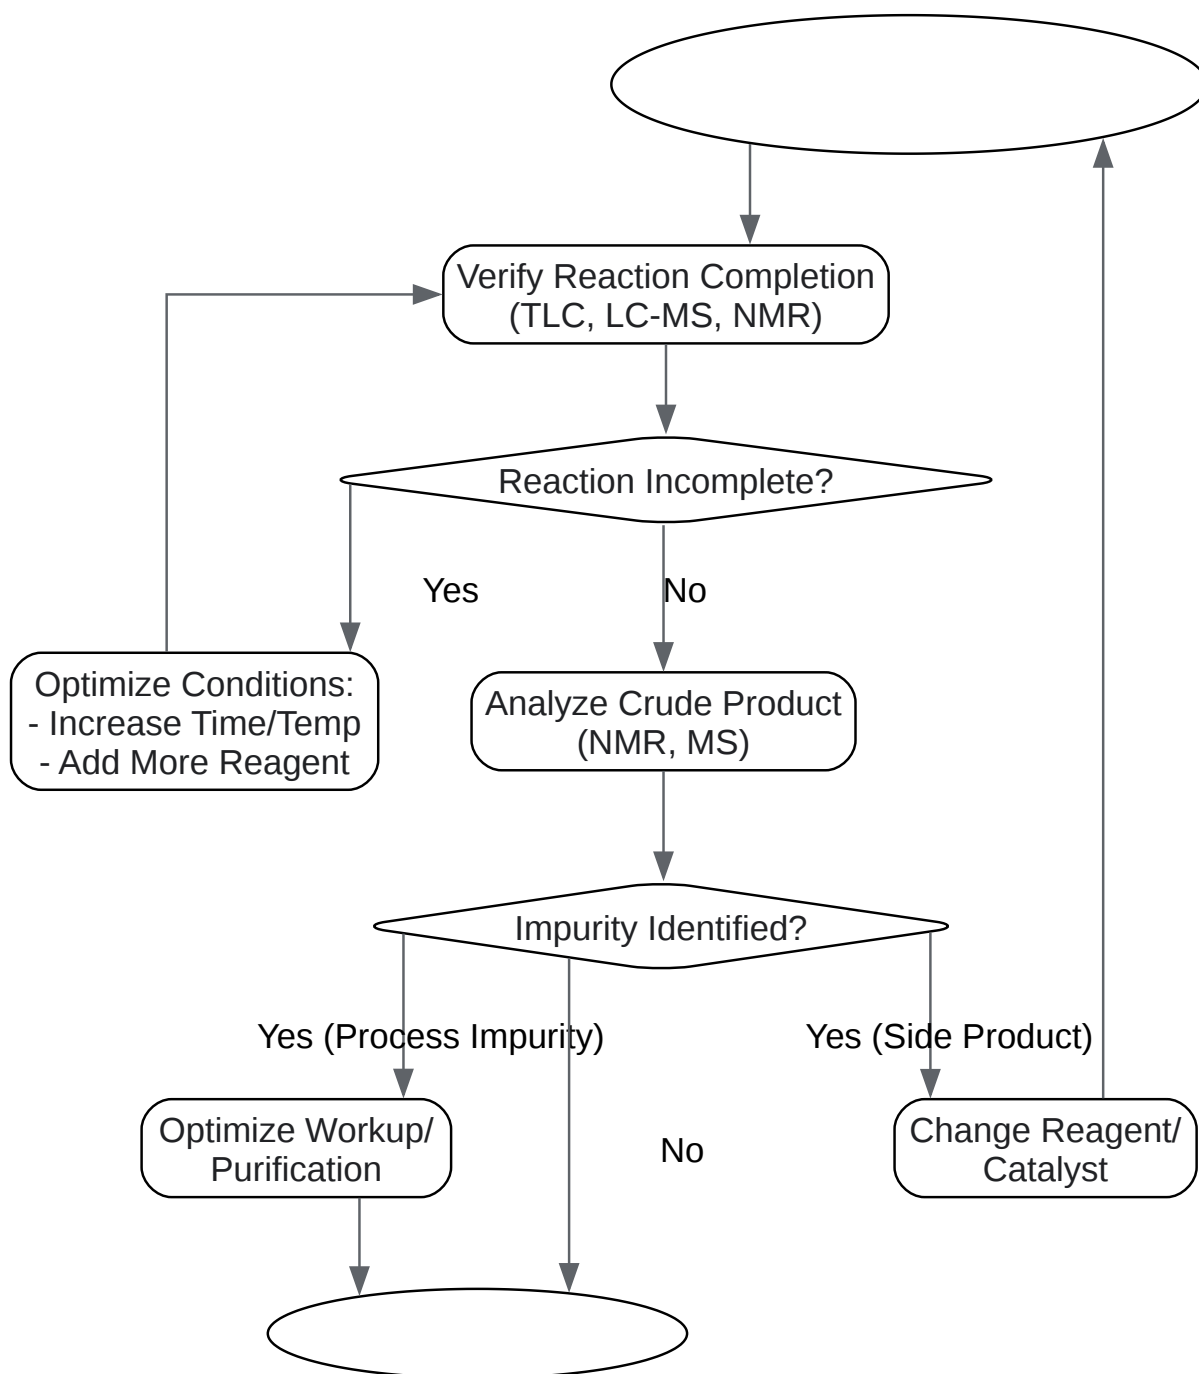 Verify Reaction Completion
(TLC, LC-MS, NMR)
Reaction Incomplete?
Yes
No
Optimize Conditions:
- Increase Time/Temp
- Add More Reagent
Analyze Crude Product
(NMR, MS)
Impurity Identified?
Yes (Process Impurity)
Yes (Side Product)
Optimize Workup/
Purification
No
Change Reagent/
Catalyst